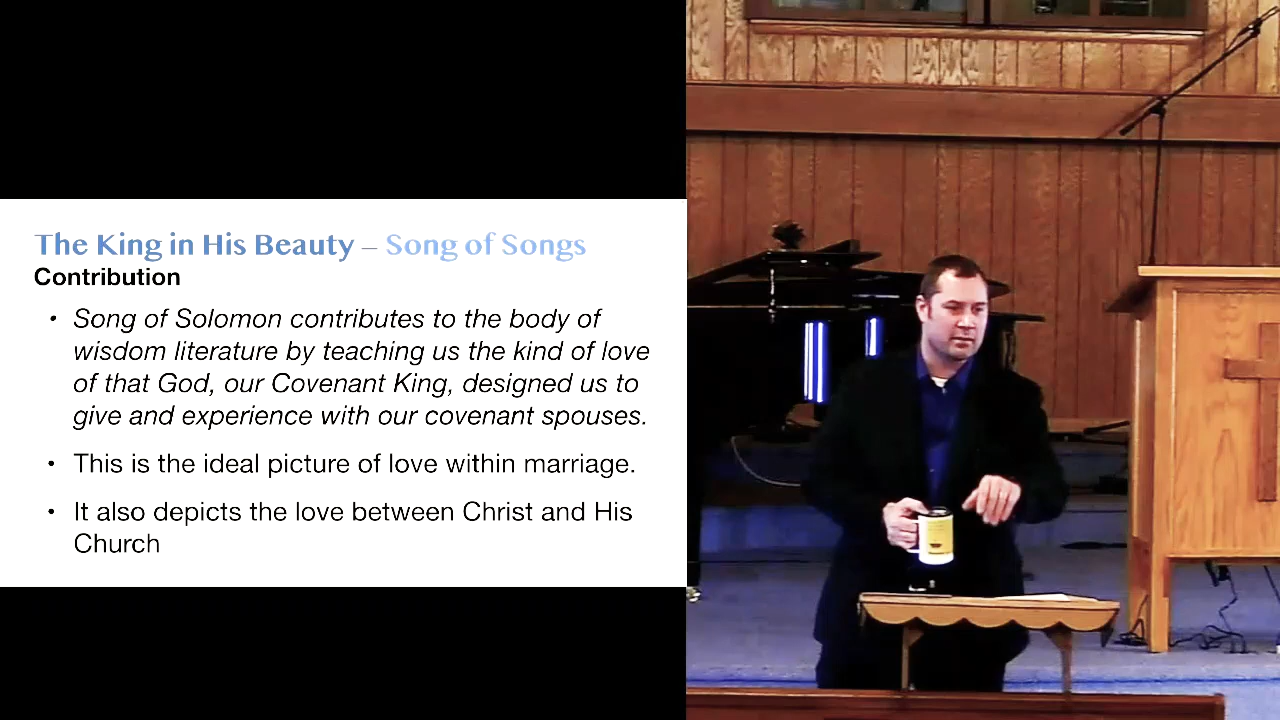 The King in His Beauty – Song of Songs
Contribution
• Song of Solomon contributes to the body of
wisdom literature by teaching us the kind of love
of that God, our Covenant King, designed us to
give and experience with our covenant spouses.
• This is the ideal picture of love within marriage.
• It also depicts the love between Christ and His
Church